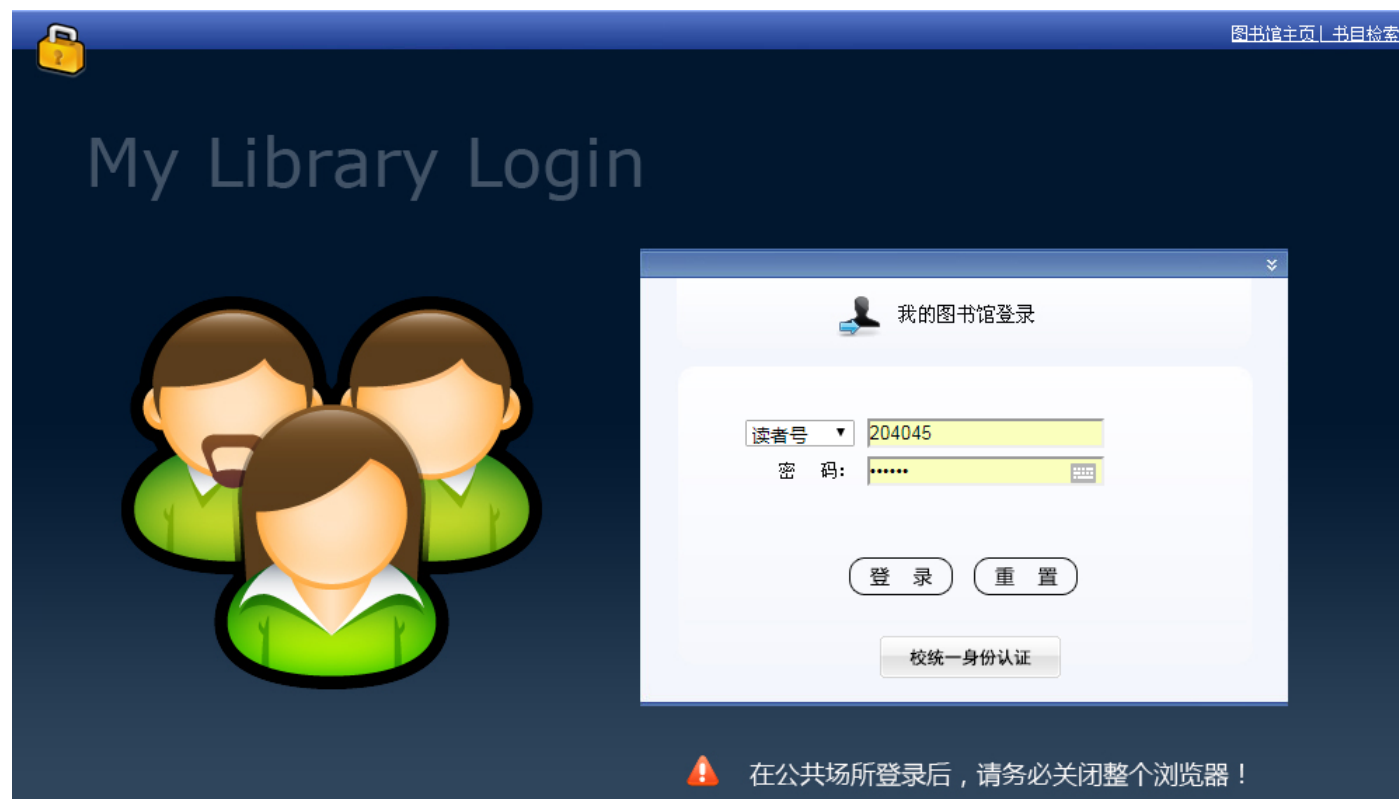 图书馆主页| 书目检索
My Library Login
我的图书馆登录
读者号 204045
密 码: ••••••
登 录 重 置
校统一身份认证
在公共场所登录后，请务必关闭整个浏览器！